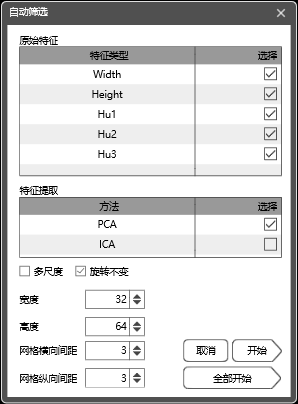 自动筛选
原始特征
特征类型 选择
Width
Height
Hu1
Hu2
Hu3
特征提取
方法 选择
PCA
ICA
多尺度 旋转不变
宽度 32
高度 64
网格横向间距 3 取消 开始
网格纵向间距 3 全部开始